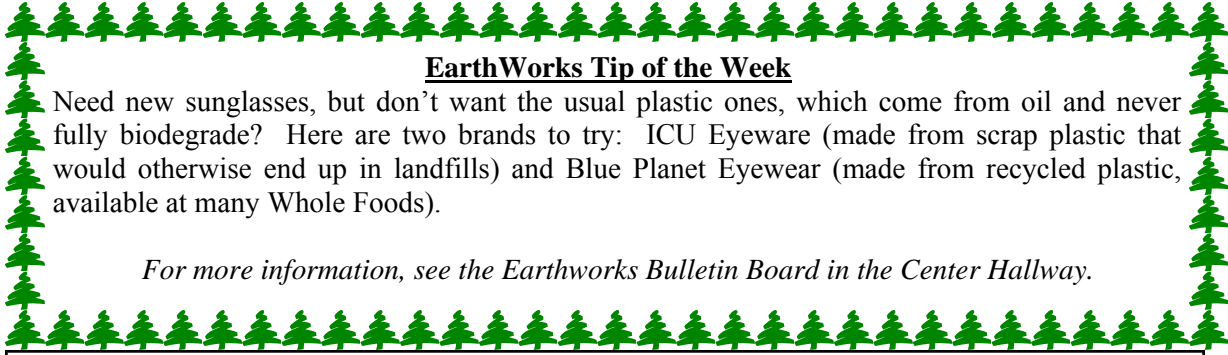 EarthWorks Tip of the Week
Need new sunglasses, but don’t want the usual plastic ones, which come from oil and never
fully biodegrade? Here are two brands to try: ICU Eyeware (made from scrap plastic that
would otherwise end up in landfills) and Blue Planet Eyewear (made from recycled plastic,
available at many Whole Foods).
For more information, see the Earthworks Bulletin Board in the Center Hallway.